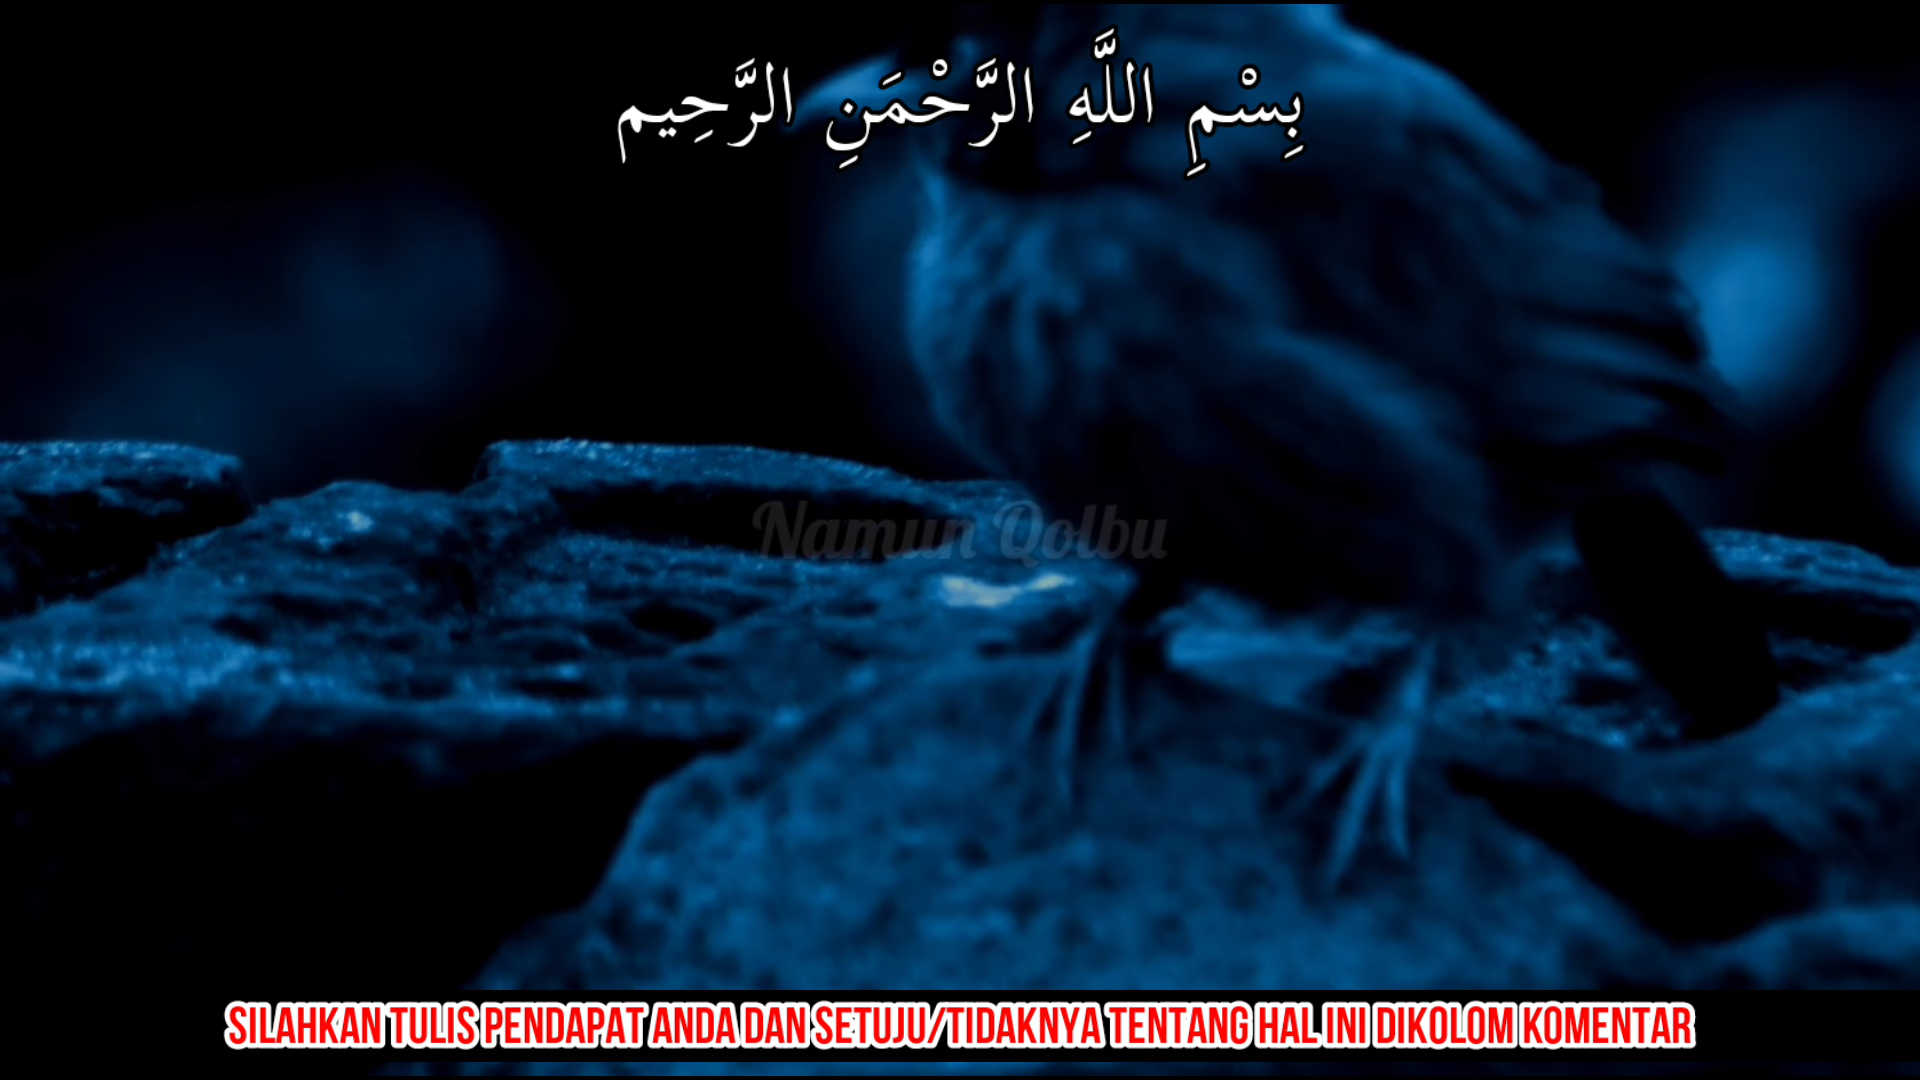 بِسْمِ اللَّهِ الرَّحْمَنِ الرَّحِيم
Namun Qolbu
SILAHKAN TULIS PENDAPAT ANDA DAN SETUJU/TIDAKNYA TENTANG HAL INI DIKOLOM KOMENTAR